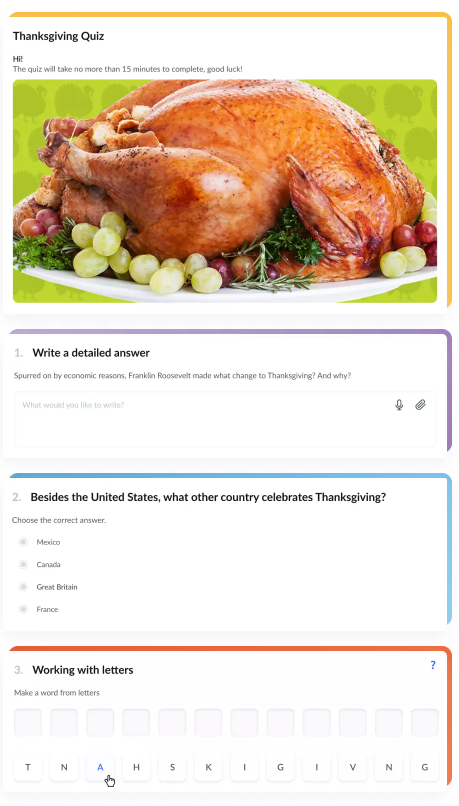 Thanksgiving Quiz
Hi!
The quiz will take no more than 15 minutes to complete, good luck!
1. Write a detailed answer
Spurred on by economic reasons, Franklin Roosevelt made what change to Thanksgiving? And why?
What would you like to write?
2. Besides the United States, what other country celebrates Thanksgiving?
Choose the correct answer.
Mexico
Canada
Great Britain
France
3. Working with letters ?
Make a word from letters
T N A H S K I G I V N G